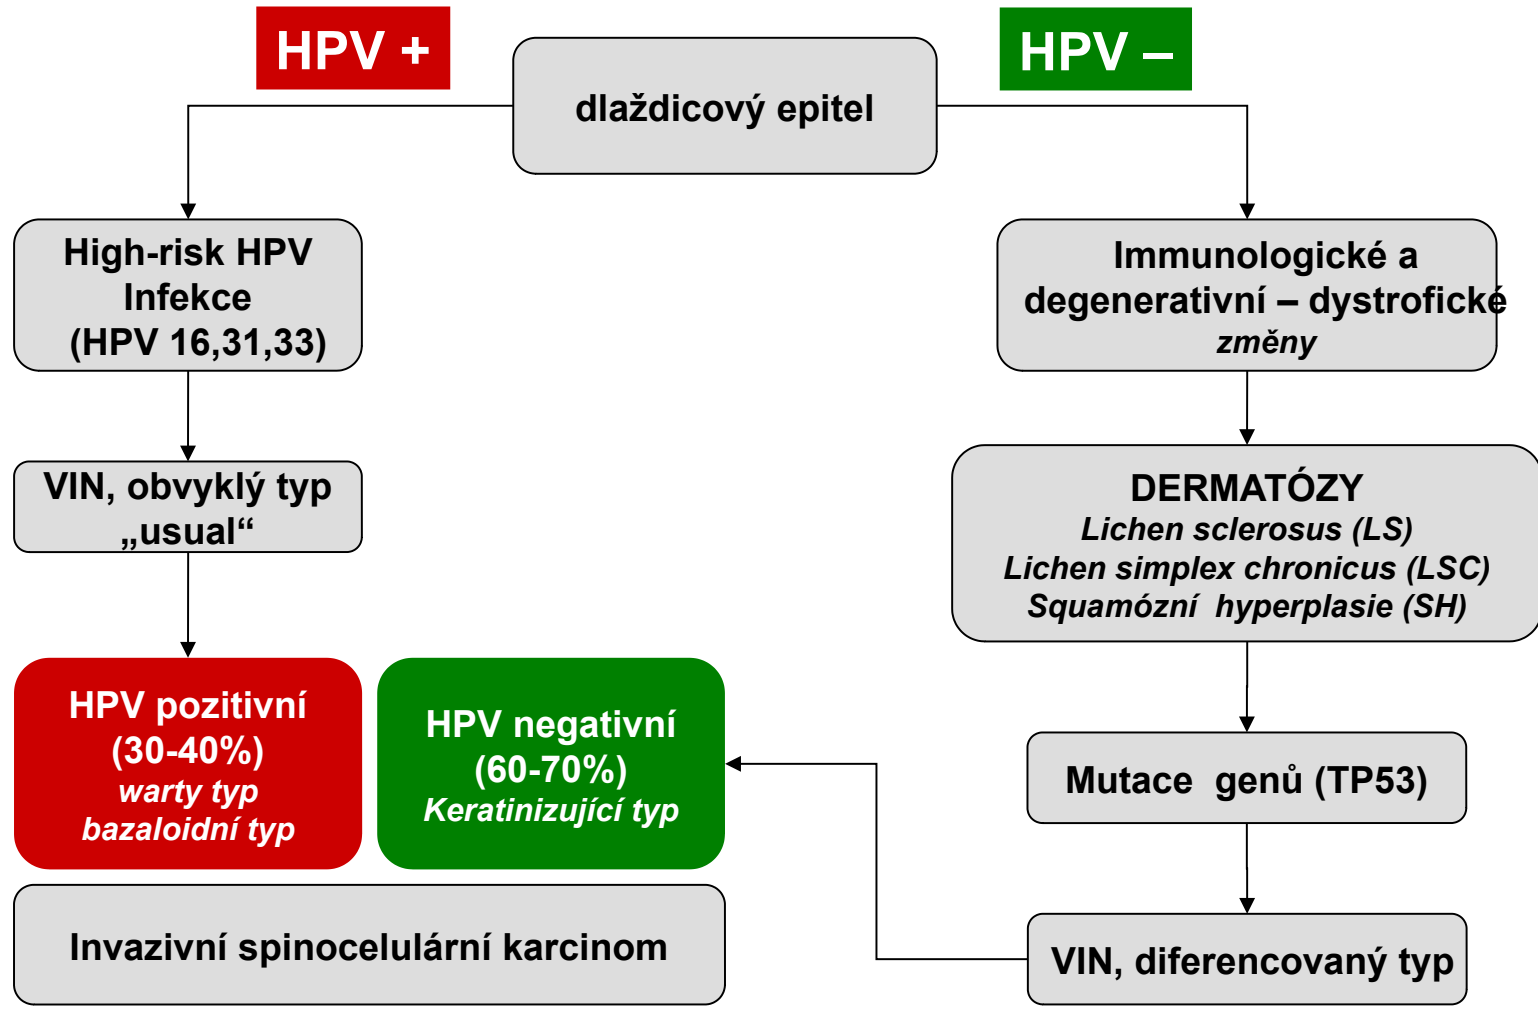 HPV +
HPV –
dlaždicový epitel
High-risk HPV
Infekce
(HPV 16,31,33)
Immunologické a
degenerativní – dystrofické
změny
VIN, obvyklý typ
„usual“
DERMATÓZY
Lichen sclerosus (LS)
Lichen simplex chronicus (LSC)
Squamózní hyperplasie (SH)
HPV pozitivní
(30-40%)
warty typ
bazaloidní typ
HPV negativní
(60-70%)
Keratinizující typ
Mutace genů (TP53)
Invazivní spinocelulární karcinom
VIN, diferencovaný typ